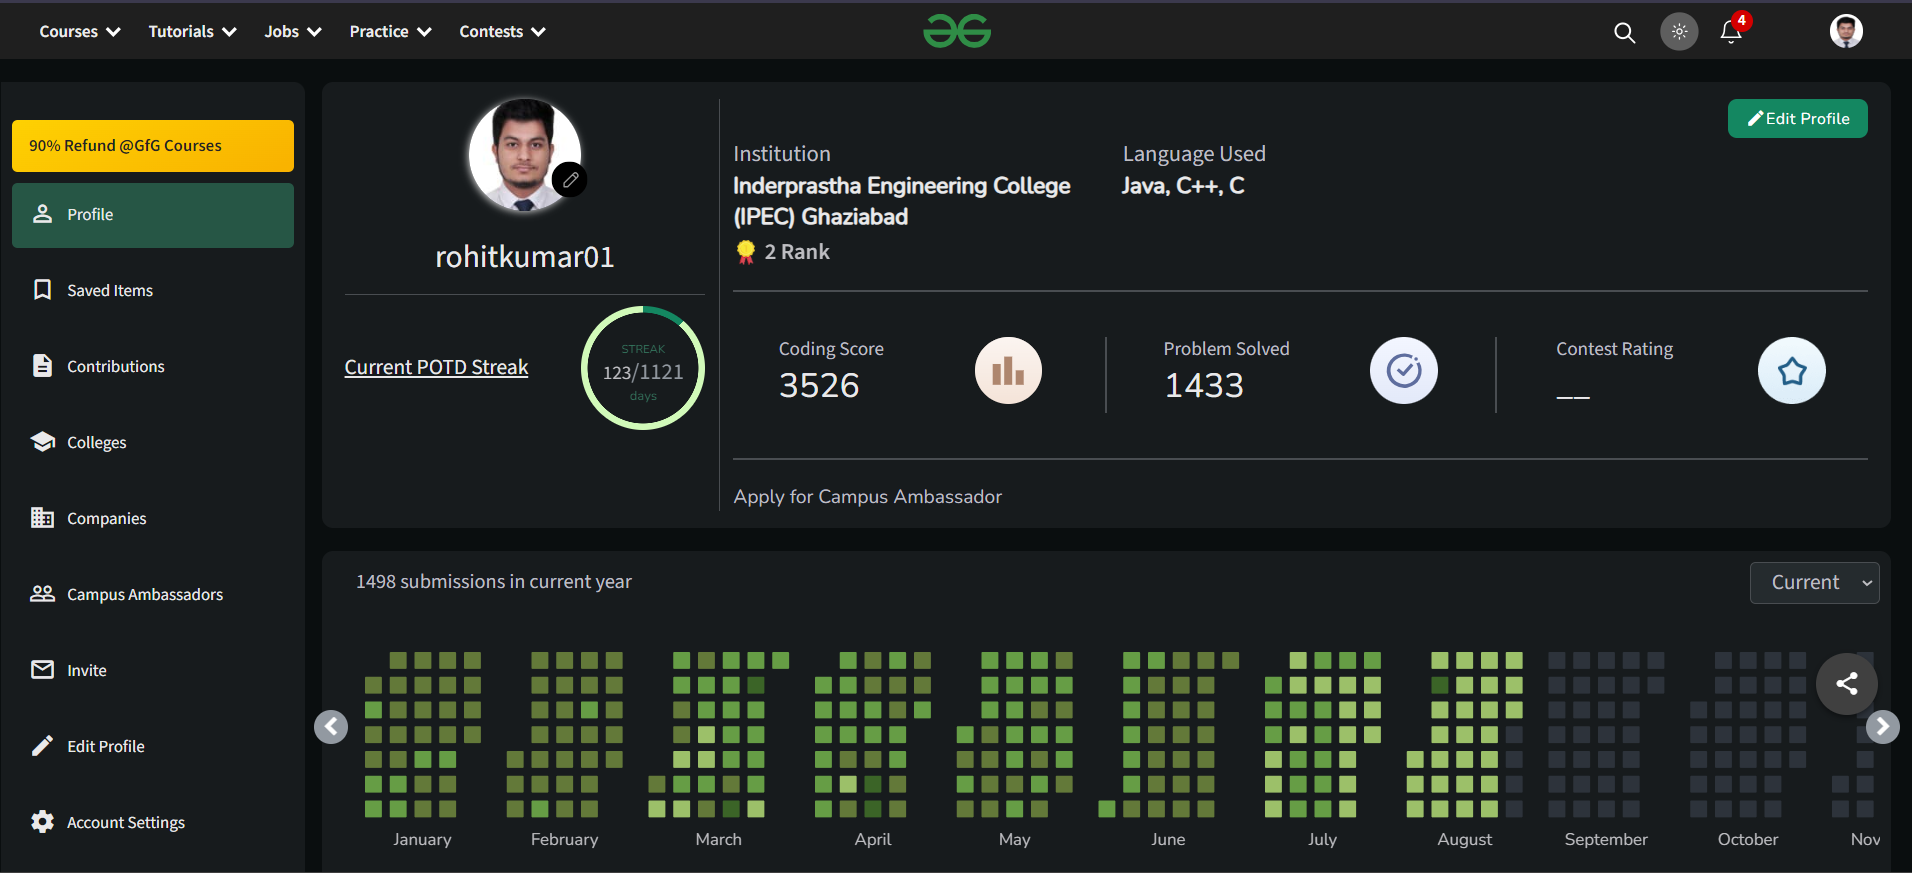 Courses Tutorials Jobs Practice Contests
4
90% Refund @GfG Courses
Profile
Saved Items
Contributions
Colleges
Companies
Campus Ambassadors
Invite
Edit Profile
Account Settings
rohitkumar01
Current POTD Streak
STREAK
123/1121
days
Institution
Inderprastha Engineering College
(IPEC) Ghaziabad
2 Rank
Language Used
Java, C++, C
Edit Profile
Coding Score
3526
Problem Solved
1433
Contest Rating
__
Apply for Campus Ambassador
1498 submissions in current year
Current
January February March April May June July August September October Nov